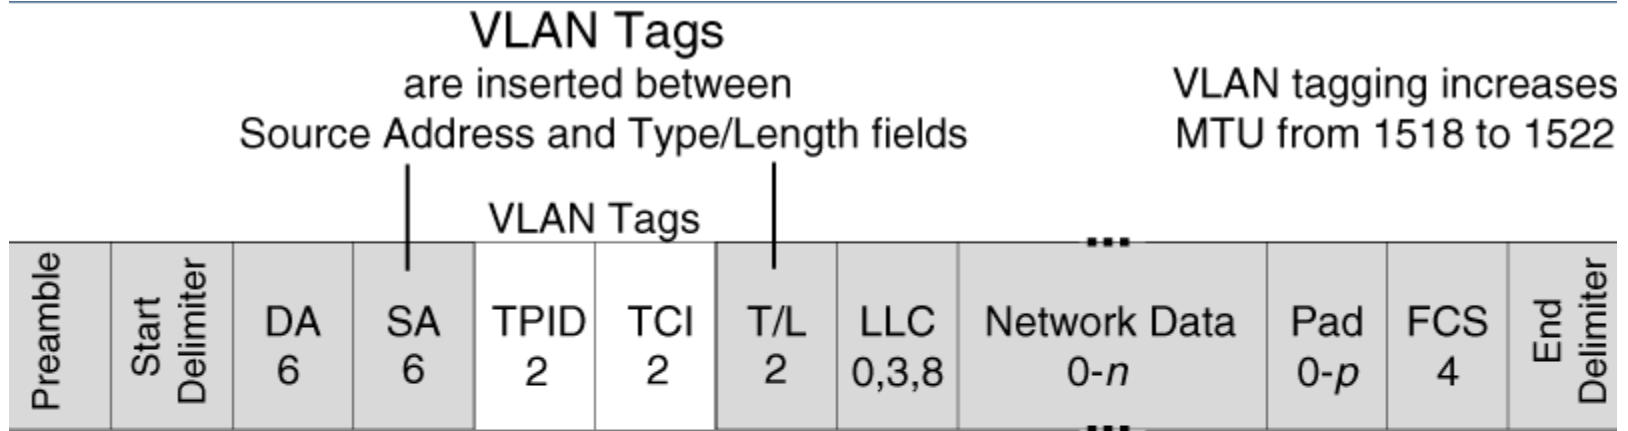 VLAN Tags
are inserted between
Source Address and Type/Length fields
VLAN tagging increases
MTU from 1518 to 1522
VLAN Tags
Preamble
Start
Delimiter
DA
6
SA
6
TPID
2
TCI
2
T/L
2
LLC
0,3,8
Network Data
0-n
Pad
0-p
FCS
4
End
Delimiter